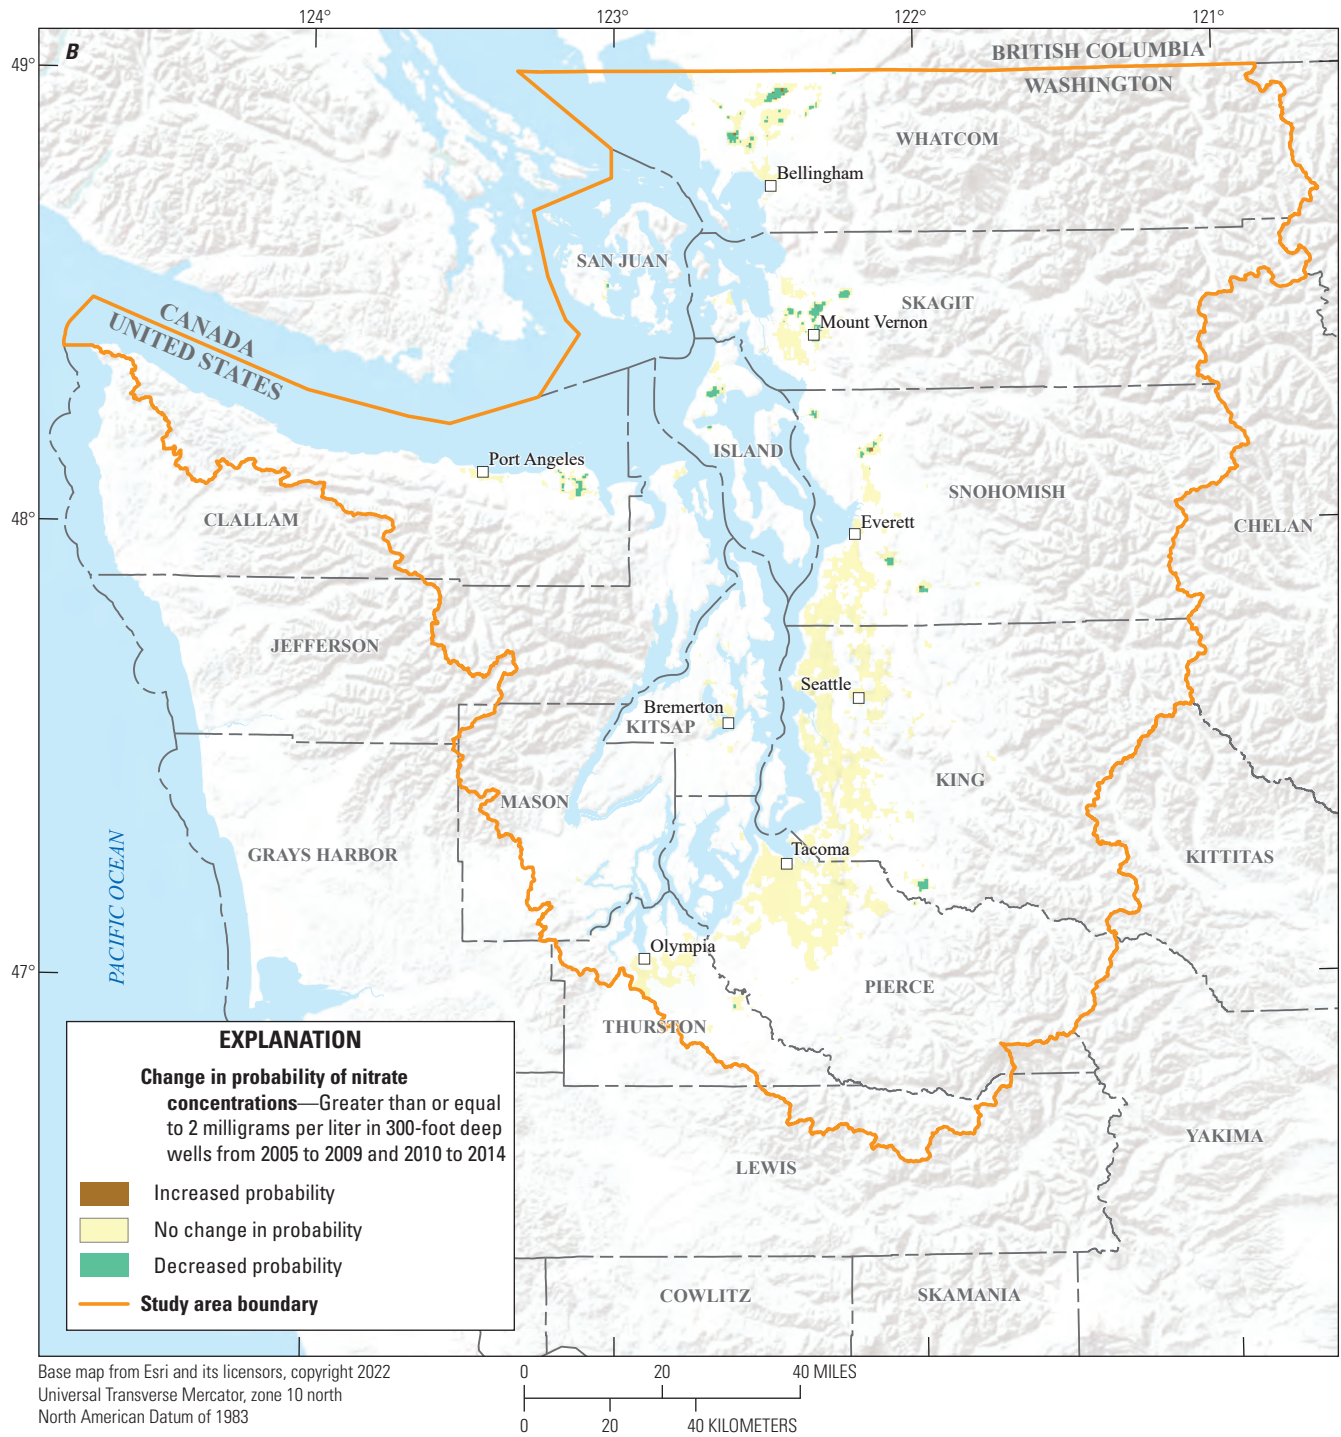 124°
123°
122°
121°
B
49°
BRITISH COLUMBIA
WASHINGTON
WHATCOM
Bellingham
SAN JUAN
SKAGIT
CANADA
UNITED STATES
Mount Vernon
ISLAND
Port Angeles
SNOHOMISH
48°
CLALLAM
Everett
CHELAN
JEFFERSON
Seattle
Bremerton
KITSAP
KING
MASON
PACIFIC OCEAN
GRAYS HARBOR
Tacoma
KITTITAS
Olympia
47°
PIERCE
THURSTON
YAKIMA
LEWIS
COWLITZ
SKAMANIA
EXPLANATION
Change in probability of nitrate
concentrations—Greater than or equal
to 2 milligrams per liter in 300-foot deep
wells from 2005 to 2009 and 2010 to 2014
Increased probability
No change in probability
Decreased probability
Study area boundary
Base map from Esri and its licensors, copyright 2022
Universal Transverse Mercator, zone 10 north
North American Datum of 1983
0 20 40 MILES
0 20 40 KILOMETERS